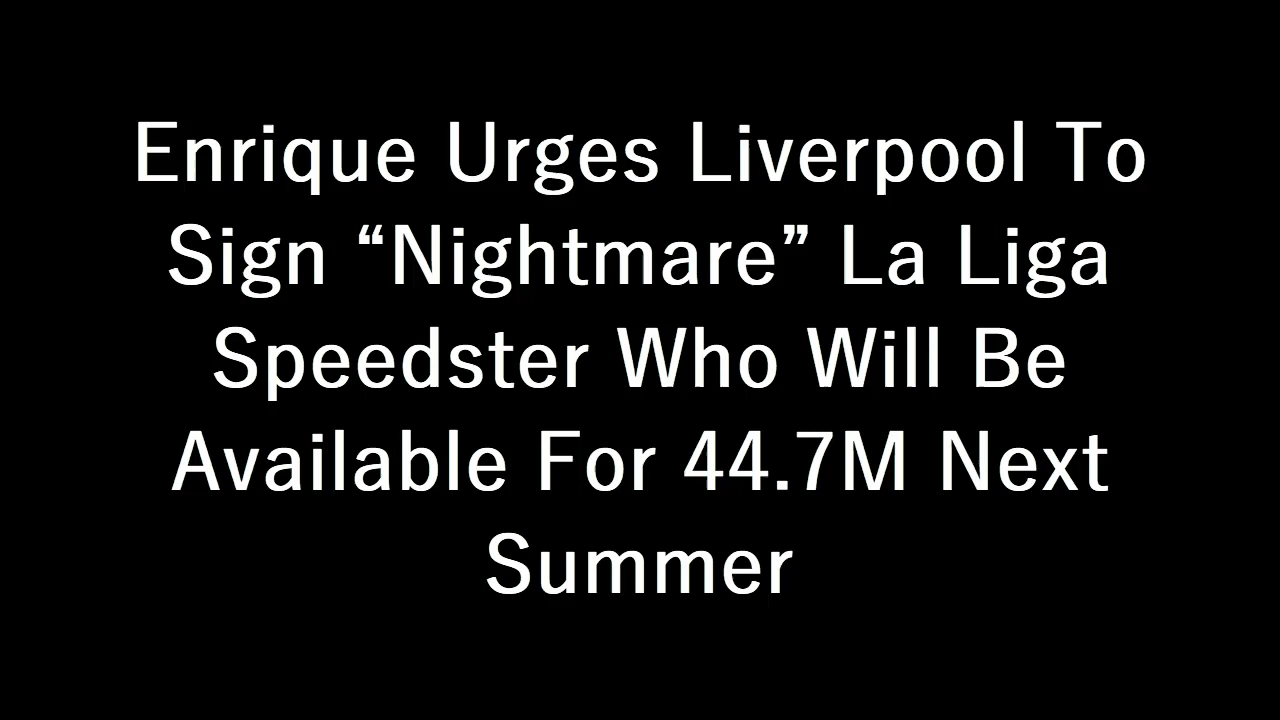 Enrique Urges Liverpool To
Sign “Nightmare” La Liga
Speedster Who Will Be
Available For 44.7M Next
Summer